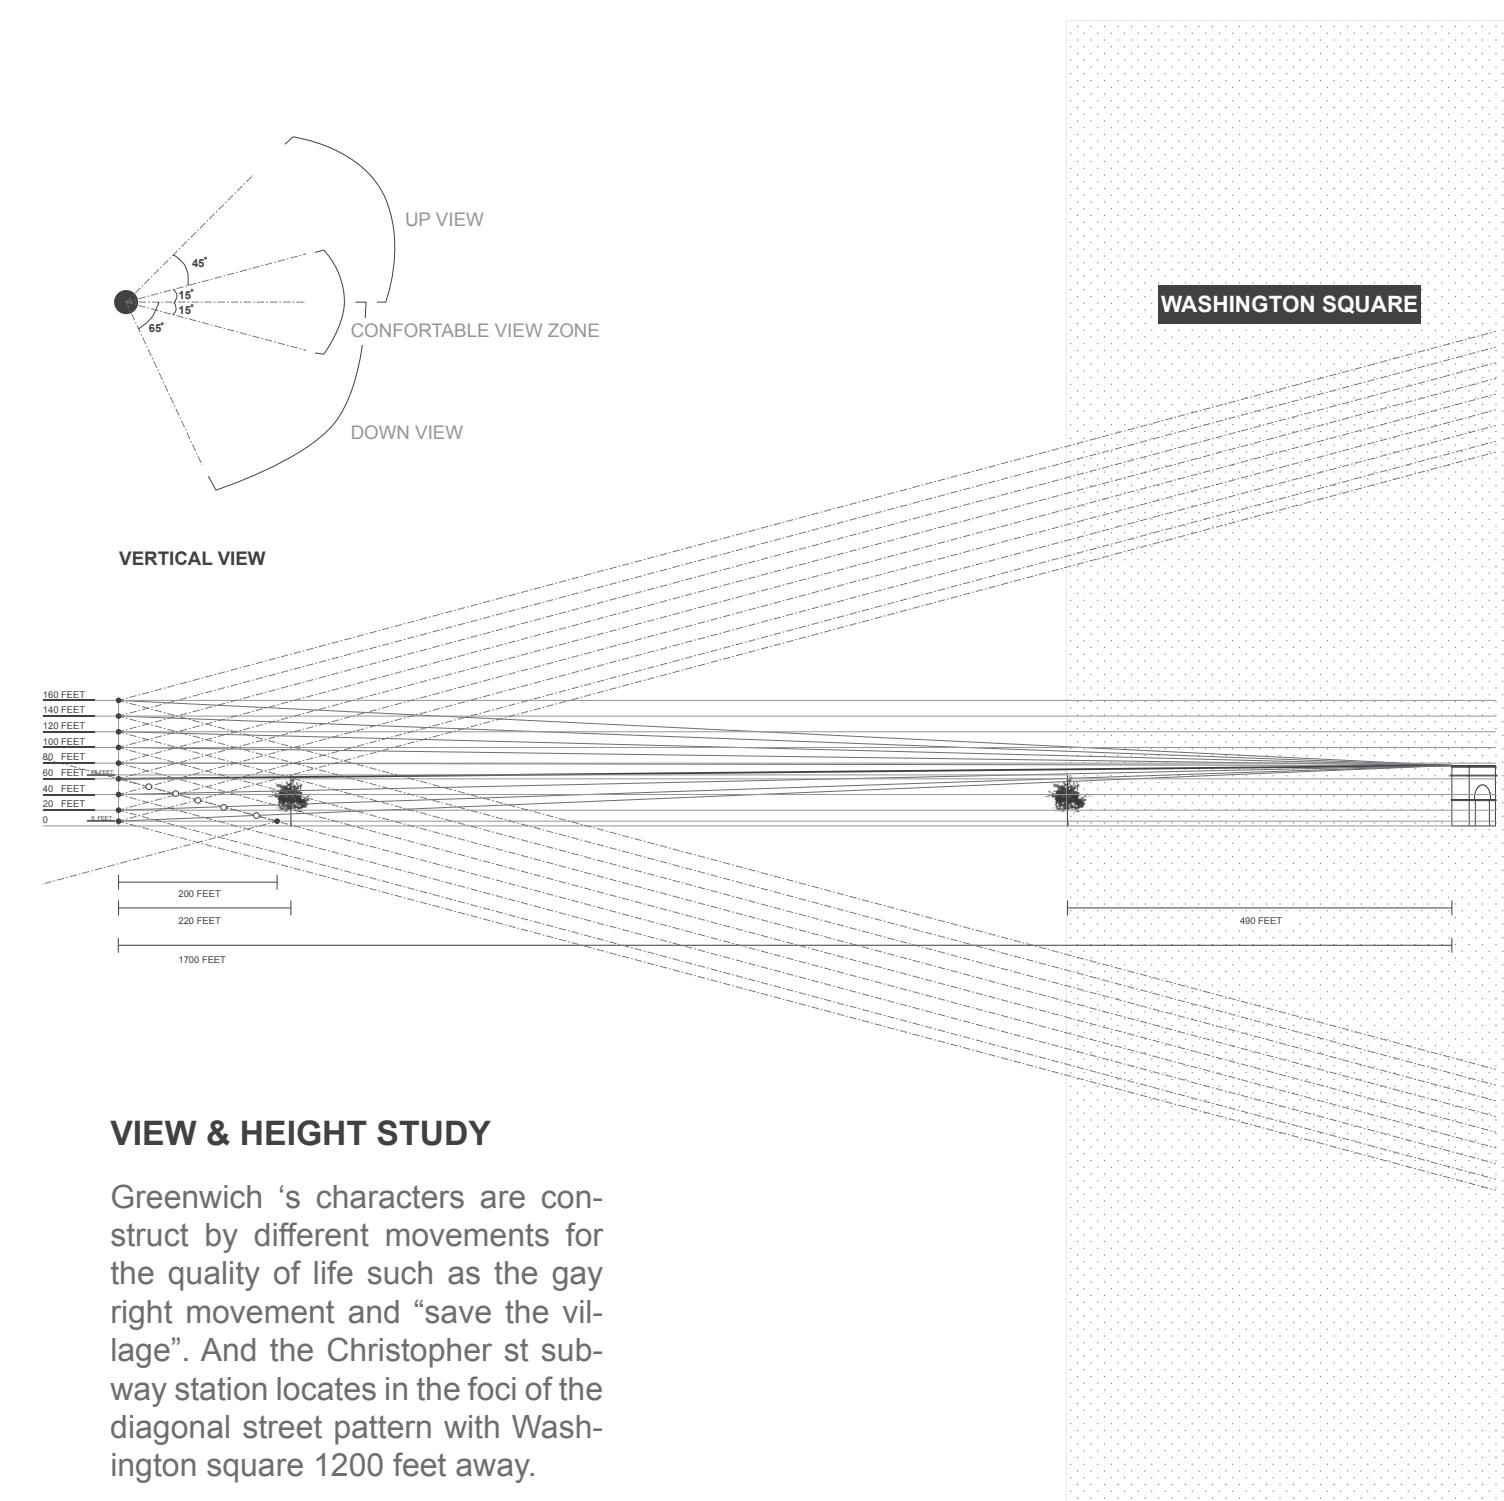 UP VIEW
45°
15°
15°
65°
CONFORTABLE VIEW ZONE
DOWN VIEW
WASHINGTON SQUARE
VERTICAL VIEW
160 FEET
140 FEET
120 FEET
100 FEET
80 FEET
60 FEET
40 FEET
20 FEET
0
200 FEET
220 FEET
490 FEET
1700 FEET
VIEW & HEIGHT STUDY
Greenwich ‘s characters are con-
struct by different movements for
the quality of life such as the gay
right movement and “save the vil-
lage”. And the Christopher st sub-
way station locates in the foci of the
diagonal street pattern with Wash-
ington square 1200 feet away.